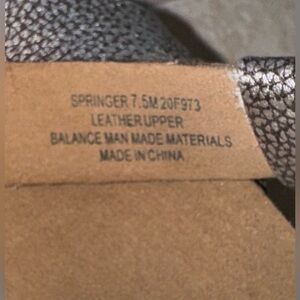 SPRINGER 7.5M 20F973
LEATHER UPPER
BALANCE MAN MADE MATERIALS
MADE IN CHINA